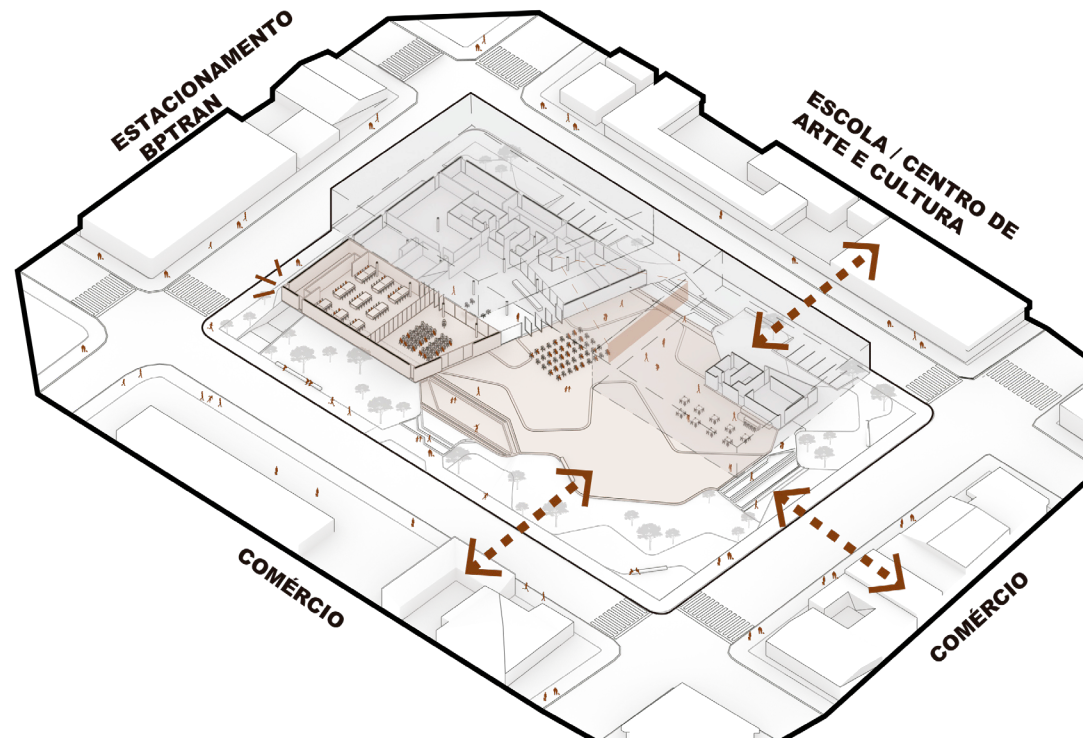 ESTACIONAMENTO
BPTRAN
ESCOLA / CENTRO DE
ARTE E CULTURA
COMÉRCIO
COMÉRCIO